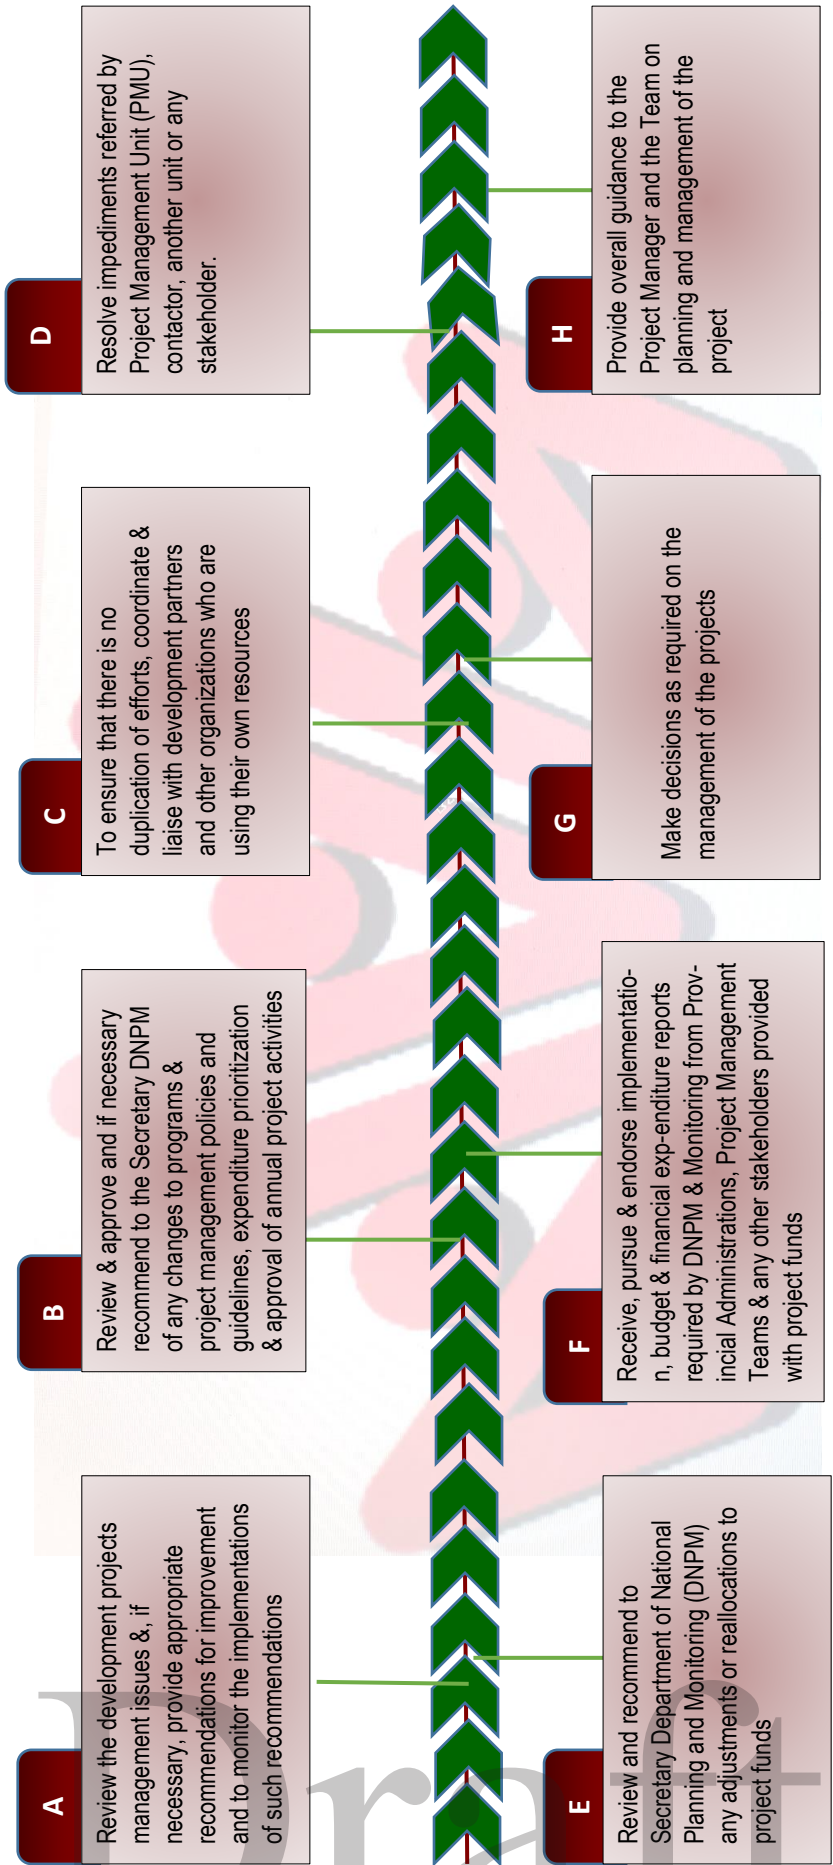 A
Review the development projects
management issues &, if
necessary, provide appropriate
recommendations for improvement
and to monitor the implementations
of such recommendations
B
Review & approve and if necessary
recommend to the Secretary DNPM
of any changes to programs &
project management policies and
guidelines, expenditure prioritization
& approval of annual project activities
C
To ensure that there is no
duplication of efforts, coordinate &
liaise with development partners
and other organizations who are
using their own resources
D
Resolve impediments referred by
Project Management Unit (PMU),
contactor, another unit or any
stakeholder.
E
Review and recommend to
Secretary Department of National
Planning and Monitoring (DNPM)
any adjustments or reallocations to
project funds
F
Receive, pursue & endorse implementatio-
n, budget & financial exp-enditure reports
required by DNPM & Monitoring from Prov-
incial Administrations, Project Management
Teams & any other stakeholders provided
with project funds
G
Make decisions as required on the
management of the projects
H
Provide overall guidance to the
Project Manager and the Team on
planning and management of the
project
Draft